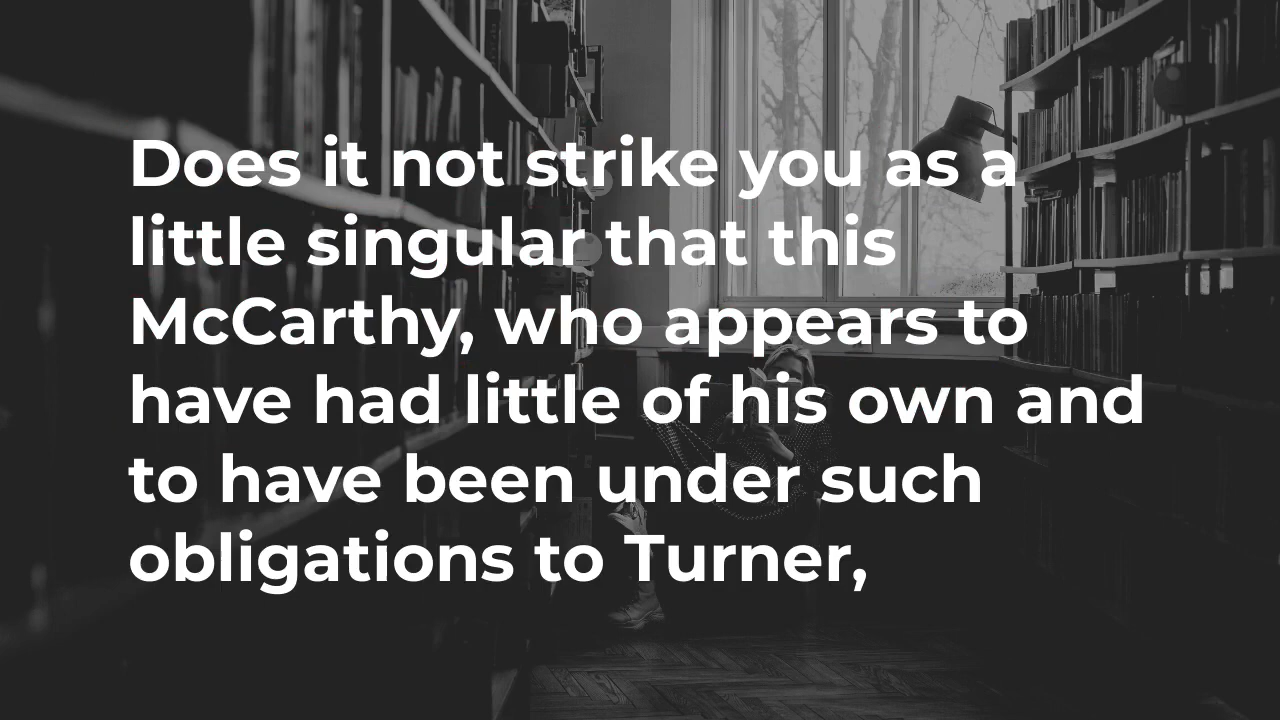 Does it not strike you as a
little singular that this
McCarthy, who appears to
have had little of his own and
to have been under such
obligations to Turner,